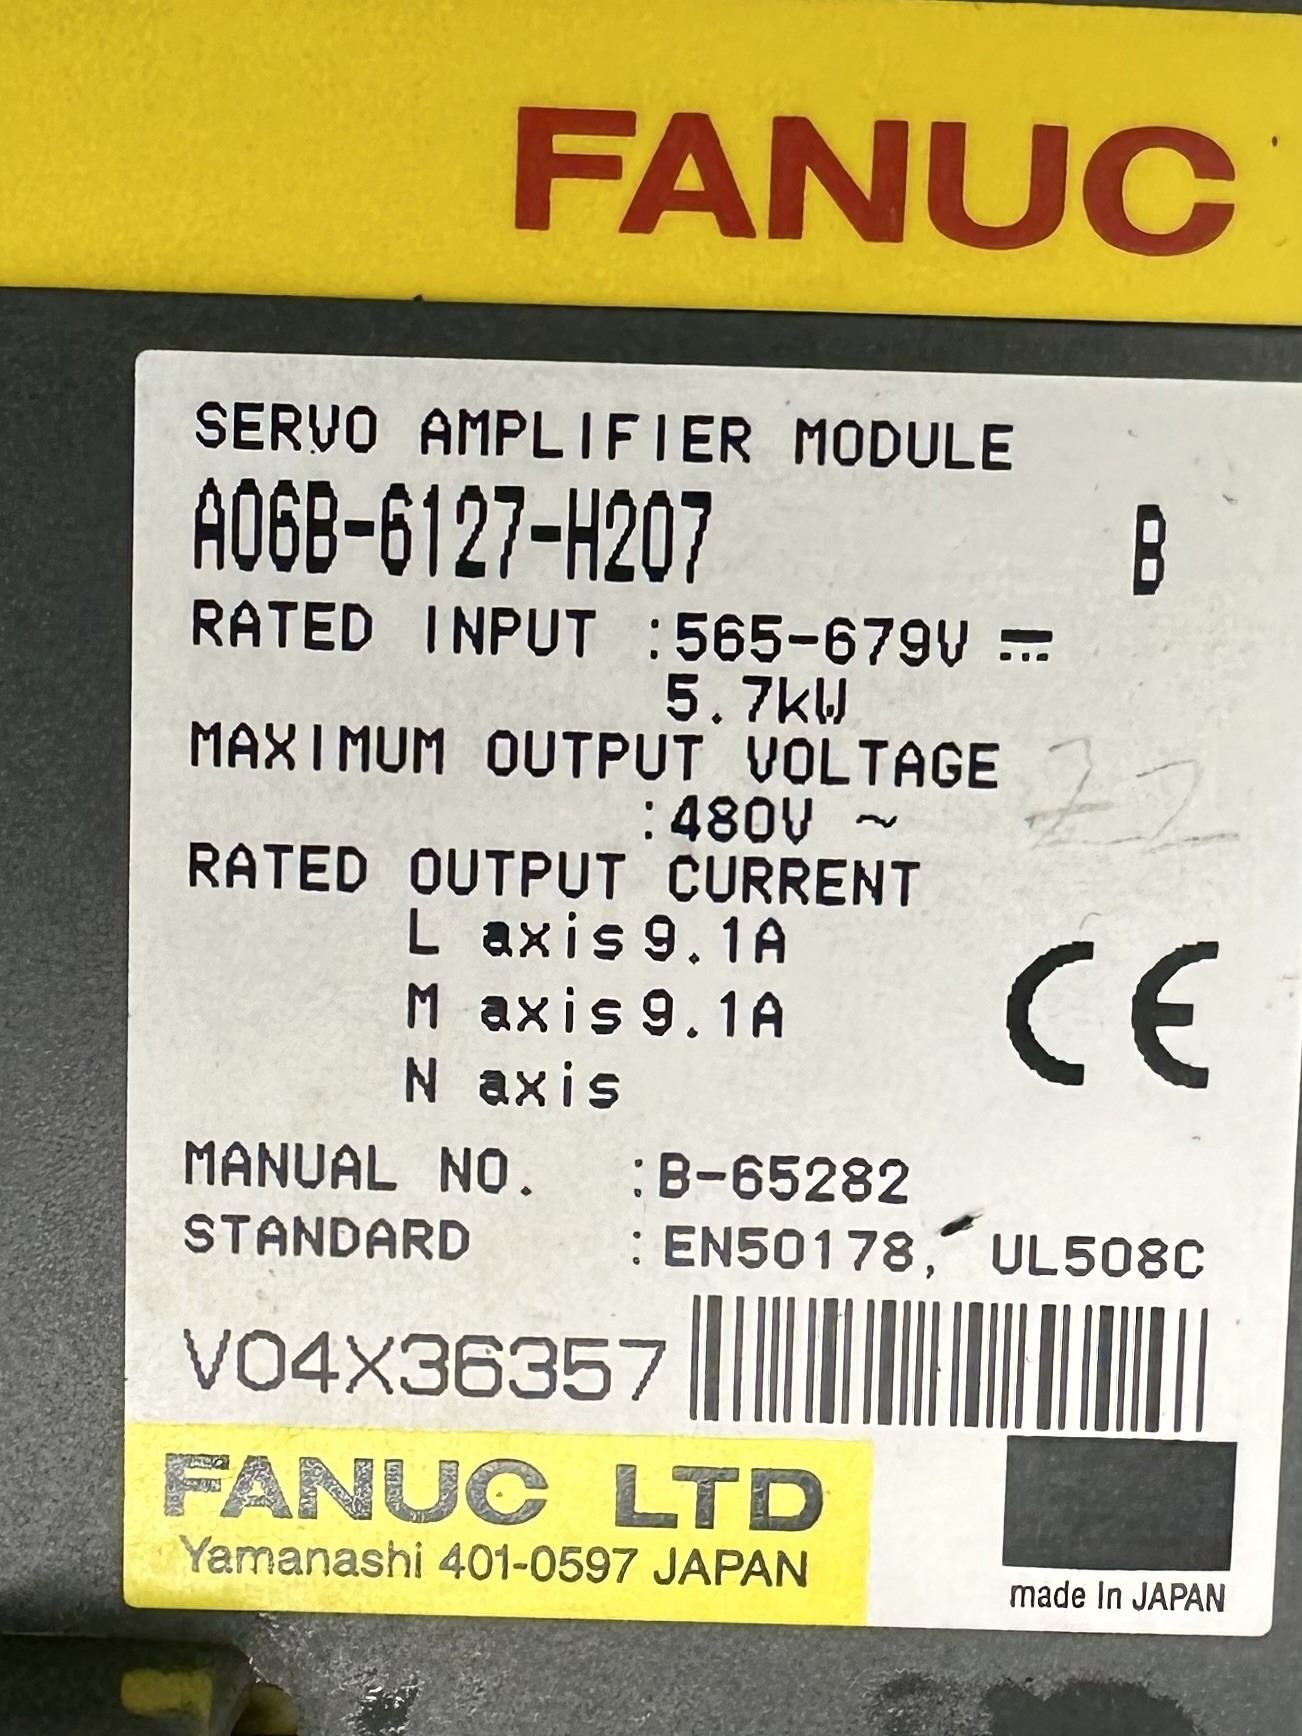 FANUC
SERVO AMPLIFIER MODULE
A06B-6127-H207 B
RATED INPUT :565-679V ⎓
5.7kW
MAXIMUM OUTPUT VOLTAGE
:480V ~
22
RATED OUTPUT CURRENT
L axis 9.1A
M axis 9.1A
N axis
CE
MANUAL NO. :B-65282
STANDARD :EN50178, UL508C
V04X36357
FANUC LTD
Yamanashi 401-0597 JAPAN
made In JAPAN